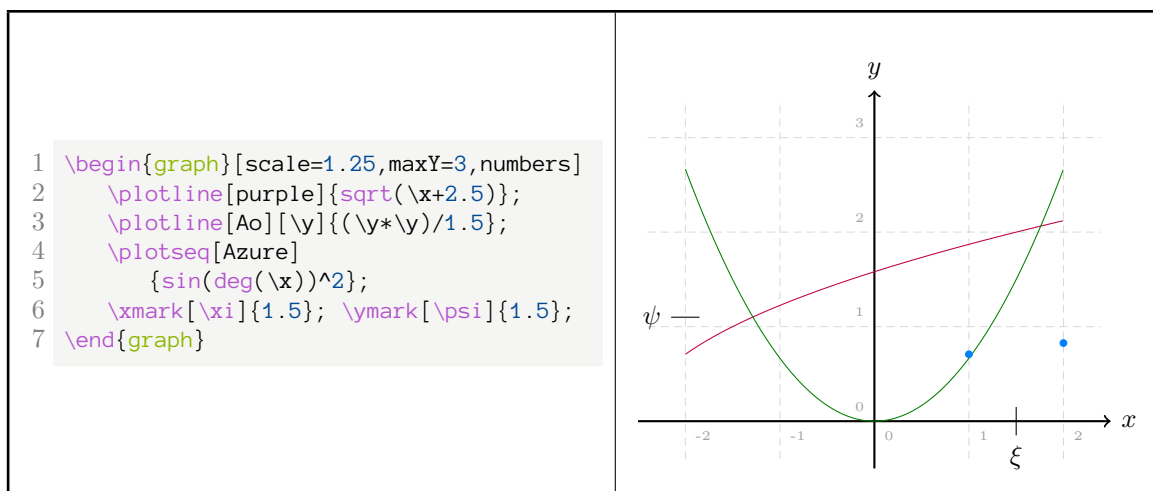 1 \begin{graph}[scale=1.25,maxY=3,numbers]
2 \plotline[purple]{sqrt(\x+2.5)};
3 \plotline[Ao][\y]{(\y*\y)/1.5};
4 \plotseq[Azure]
5 {sin(deg(\x))^2};
6 \xmark[\xi]{1.5}; \ymark[\psi]{1.5};
7 \end{graph}
y
3
2
ψ
1
0
x
-2 -1 0 1 2
ξ